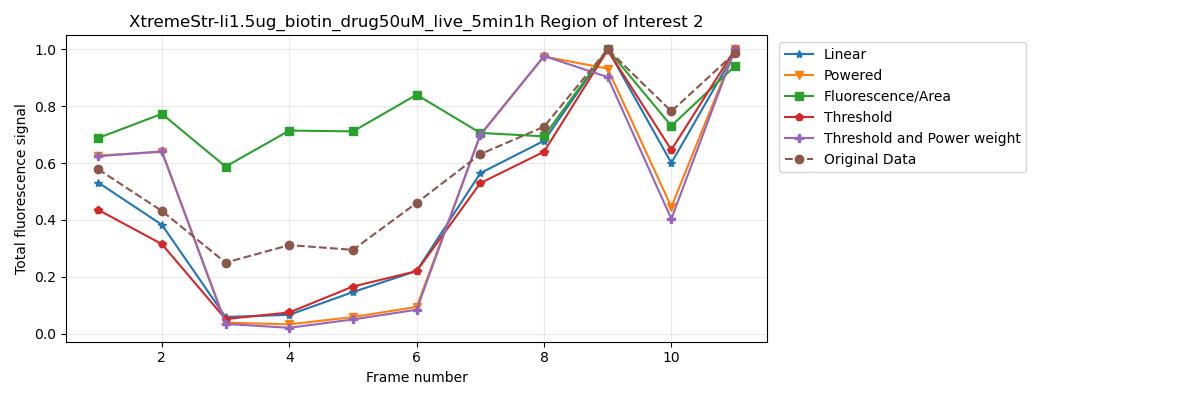 XtremeStr-li1.5ug_biotin_drug50uM_live_5min1h Region of Interest 2
Total fluorescence signal
1.0
0.8
0.6
0.4
0.2
0.0
2
4
6
8
10
Frame number
Linear
Powered
Fluorescence/Area
Threshold
Threshold and Power weight
Original Data